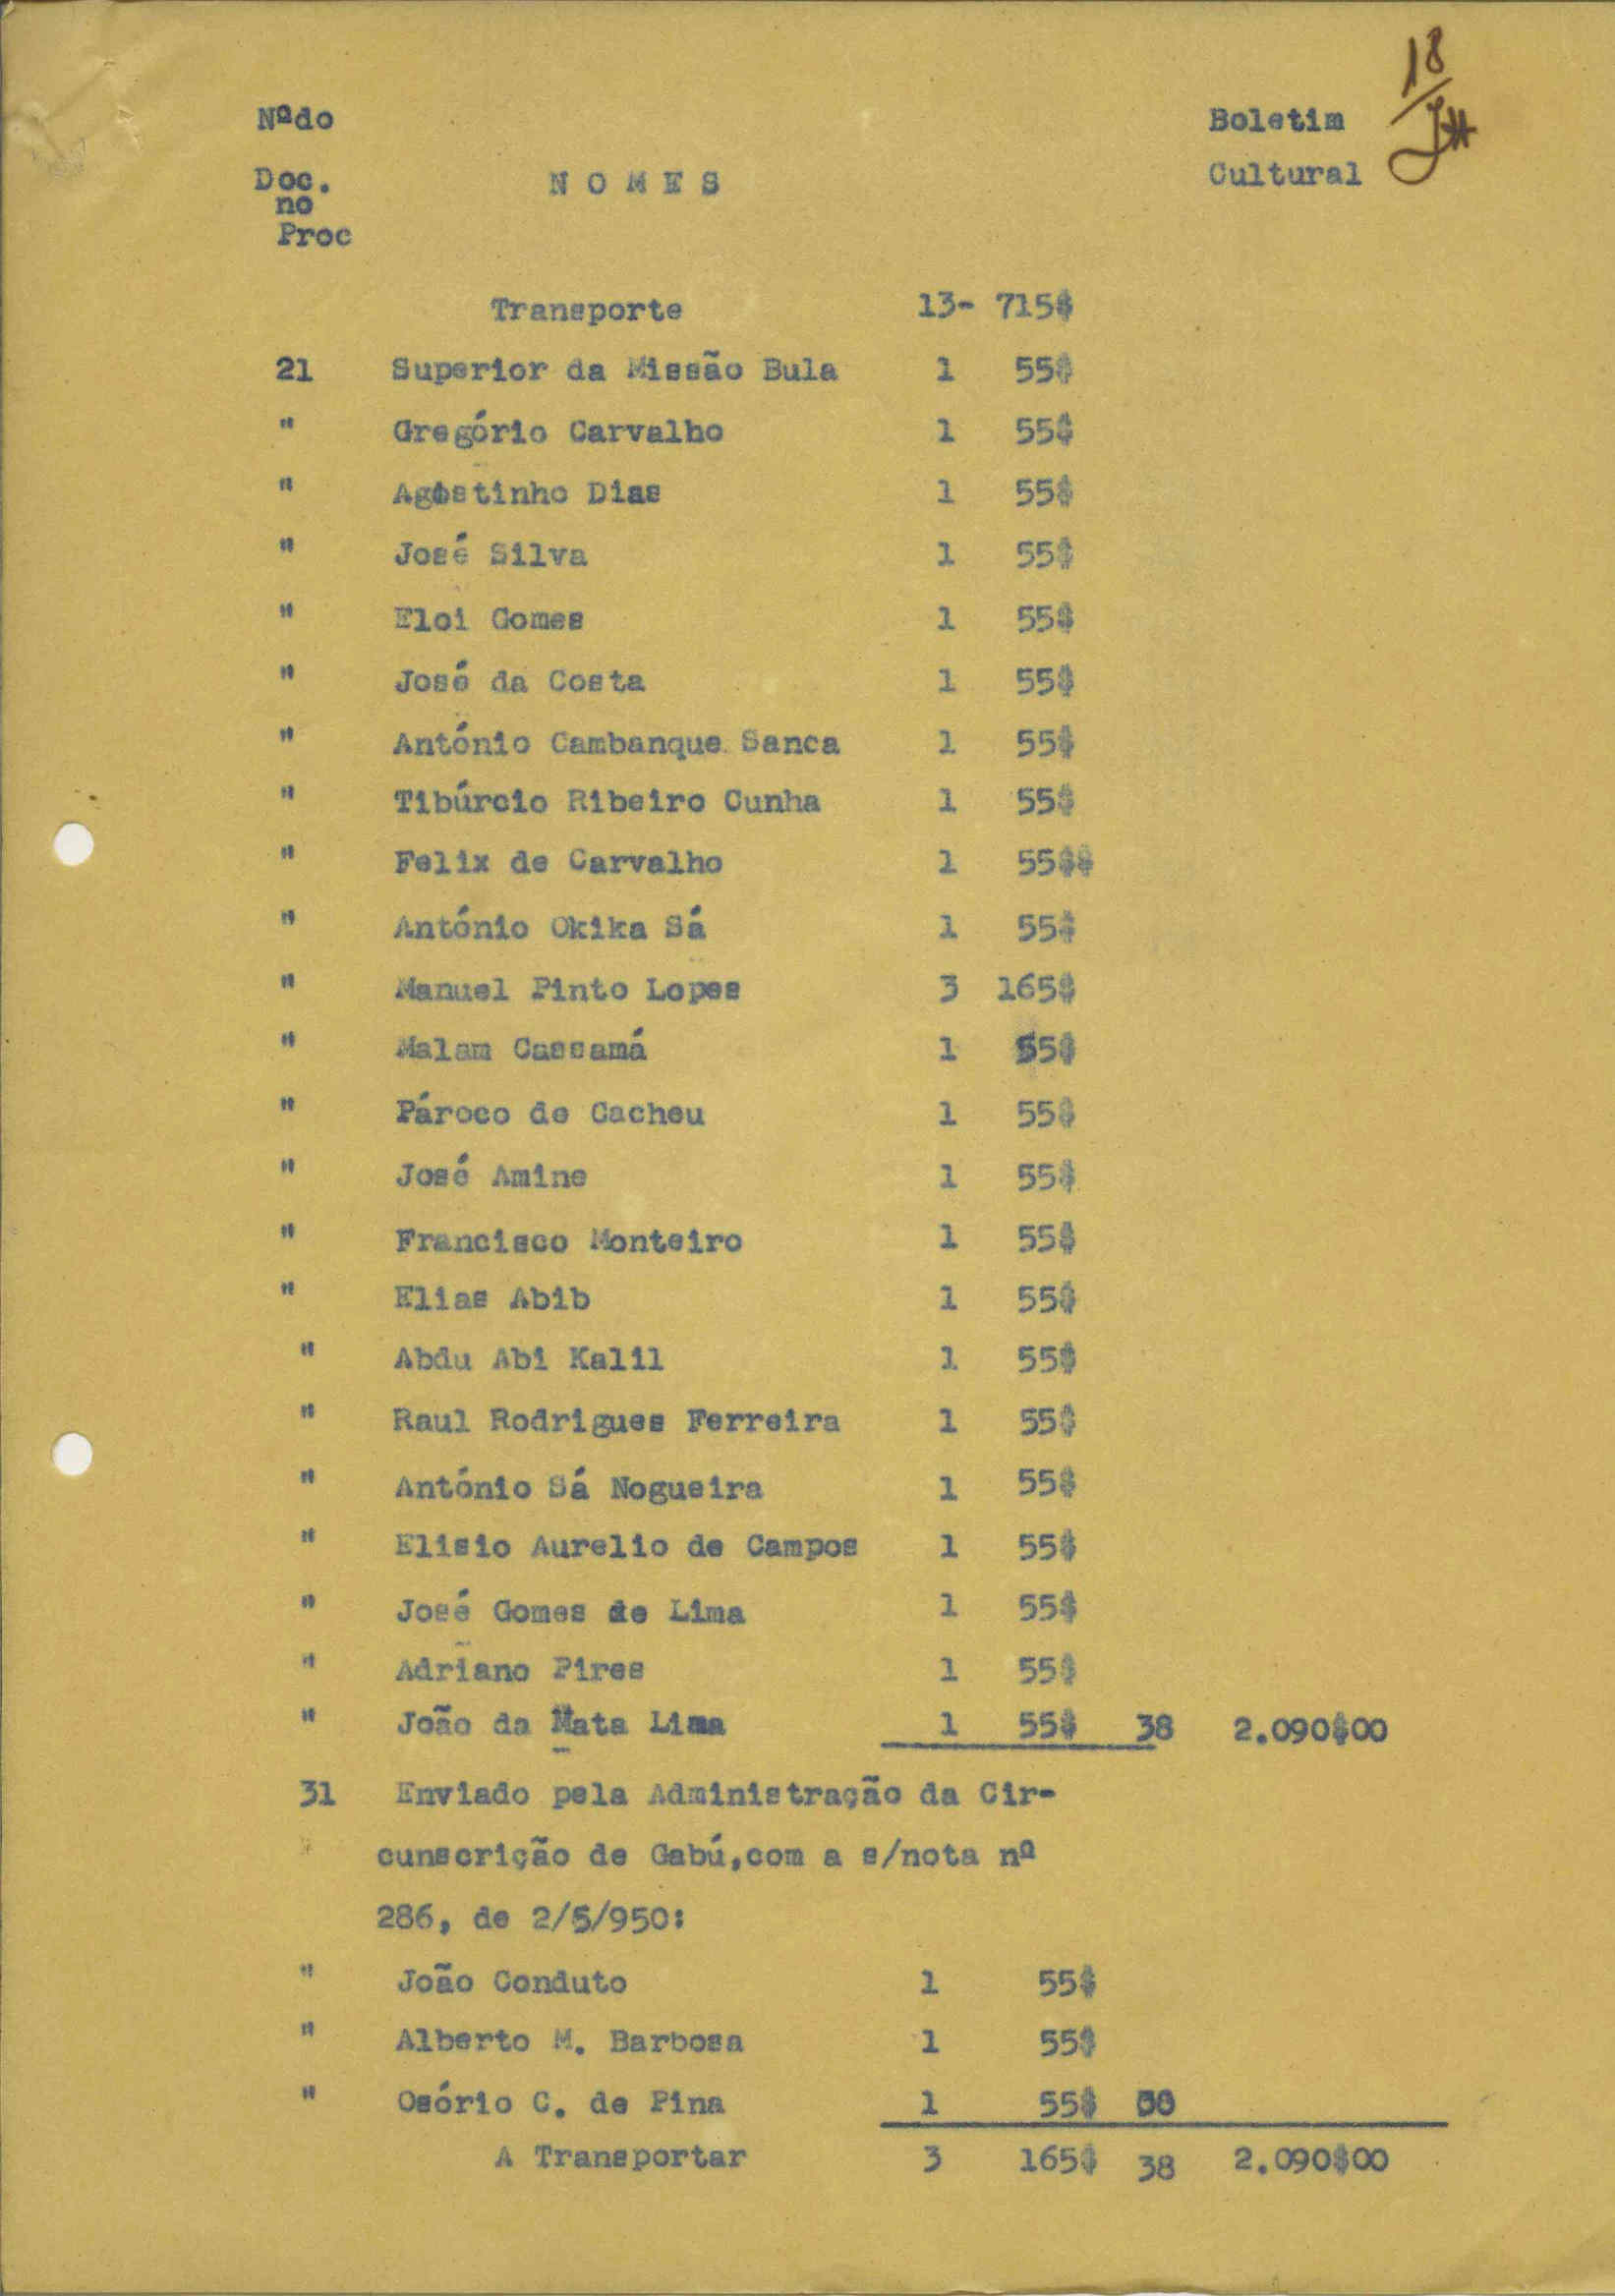 18
Nºdo
Boletim
Doc.
no
Proc
N O M E S
Cultural
Transporte 13- 715$
21 Superior da Missão Bula 1 55$
" Gregório Carvalho 1 55$
" Agostinho Dias 1 55$
" José Silva 1 55$
" Eloi Gomes 1 55$
" José da Costa 1 55$
" António Cambanque Sanca 1 55$
" Tibúrcio Ribeiro Cunha 1 55$
" Felix de Carvalho 1 55$$
" António Okika Sá 1 55$
" Manuel Pinto Lopes 3 165$
" Malam Cassamá 1 55$
" Pároco de Cacheu 1 55$
" José Amine 1 55$
" Francisco Monteiro 1 55$
" Elias Abib 1 55$
" Abdu Abi Kalil 1 55$
" Raul Rodrigues Ferreira 1 55$
" António Sá Nogueira 1 55$
" Elisio Aurelio de Campos 1 55$
" José Gomes de Lima 1 55$
" Adriano Pires 1 55$
" João da Mata Lima 1 55$ 38 2.090$00
31 Enviado pela Administração da Cir-
cunscrição de Gabú,com a s/nota nº
286, de 2/5/950:
" João Conduto 1 55$
" Alberto M. Barbosa 1 55$
" Osório C. de Pina 1 55$
A Transportar 3 165$ 38 2.090$00